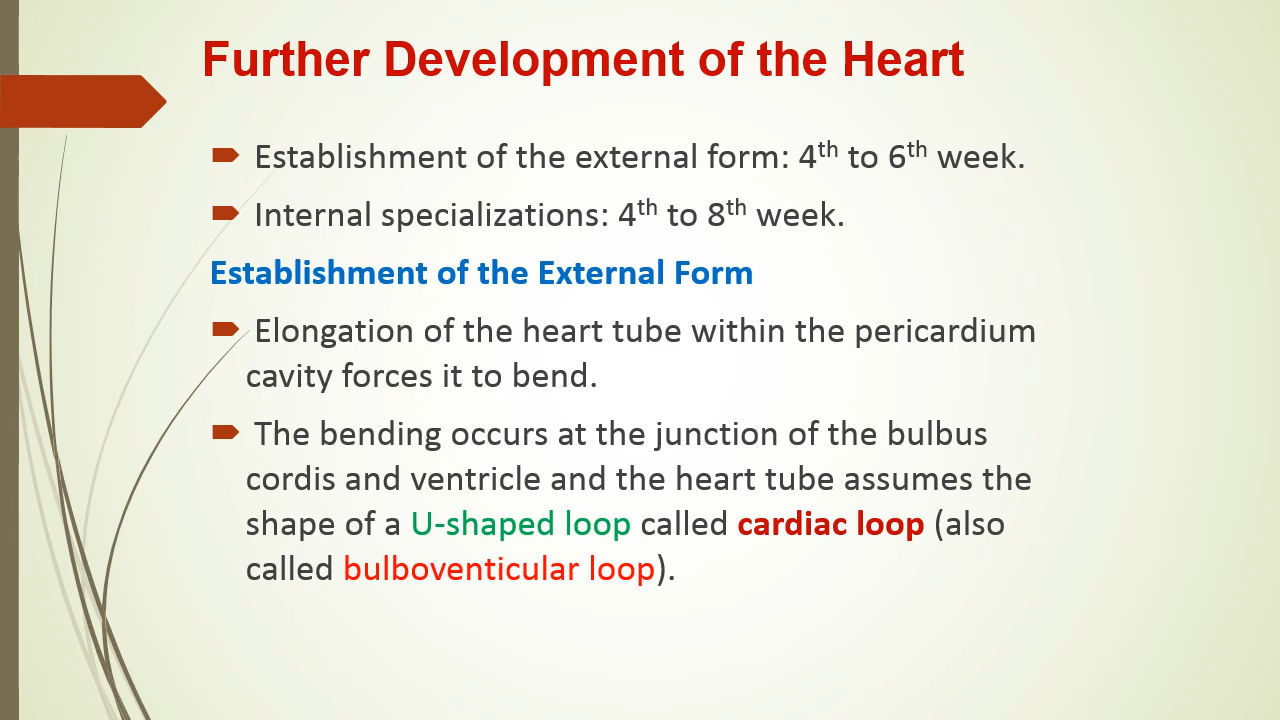 Further Development of the Heart
Establishment of the external form: 4th to 6th week.
Internal specializations: 4th to 8th week.
Establishment of the External Form
Elongation of the heart tube within the pericardium
cavity forces it to bend.
The bending occurs at the junction of the bulbus
cordis and ventricle and the heart tube assumes the
shape of a U-shaped loop called cardiac loop (also
called bulboventicular loop).